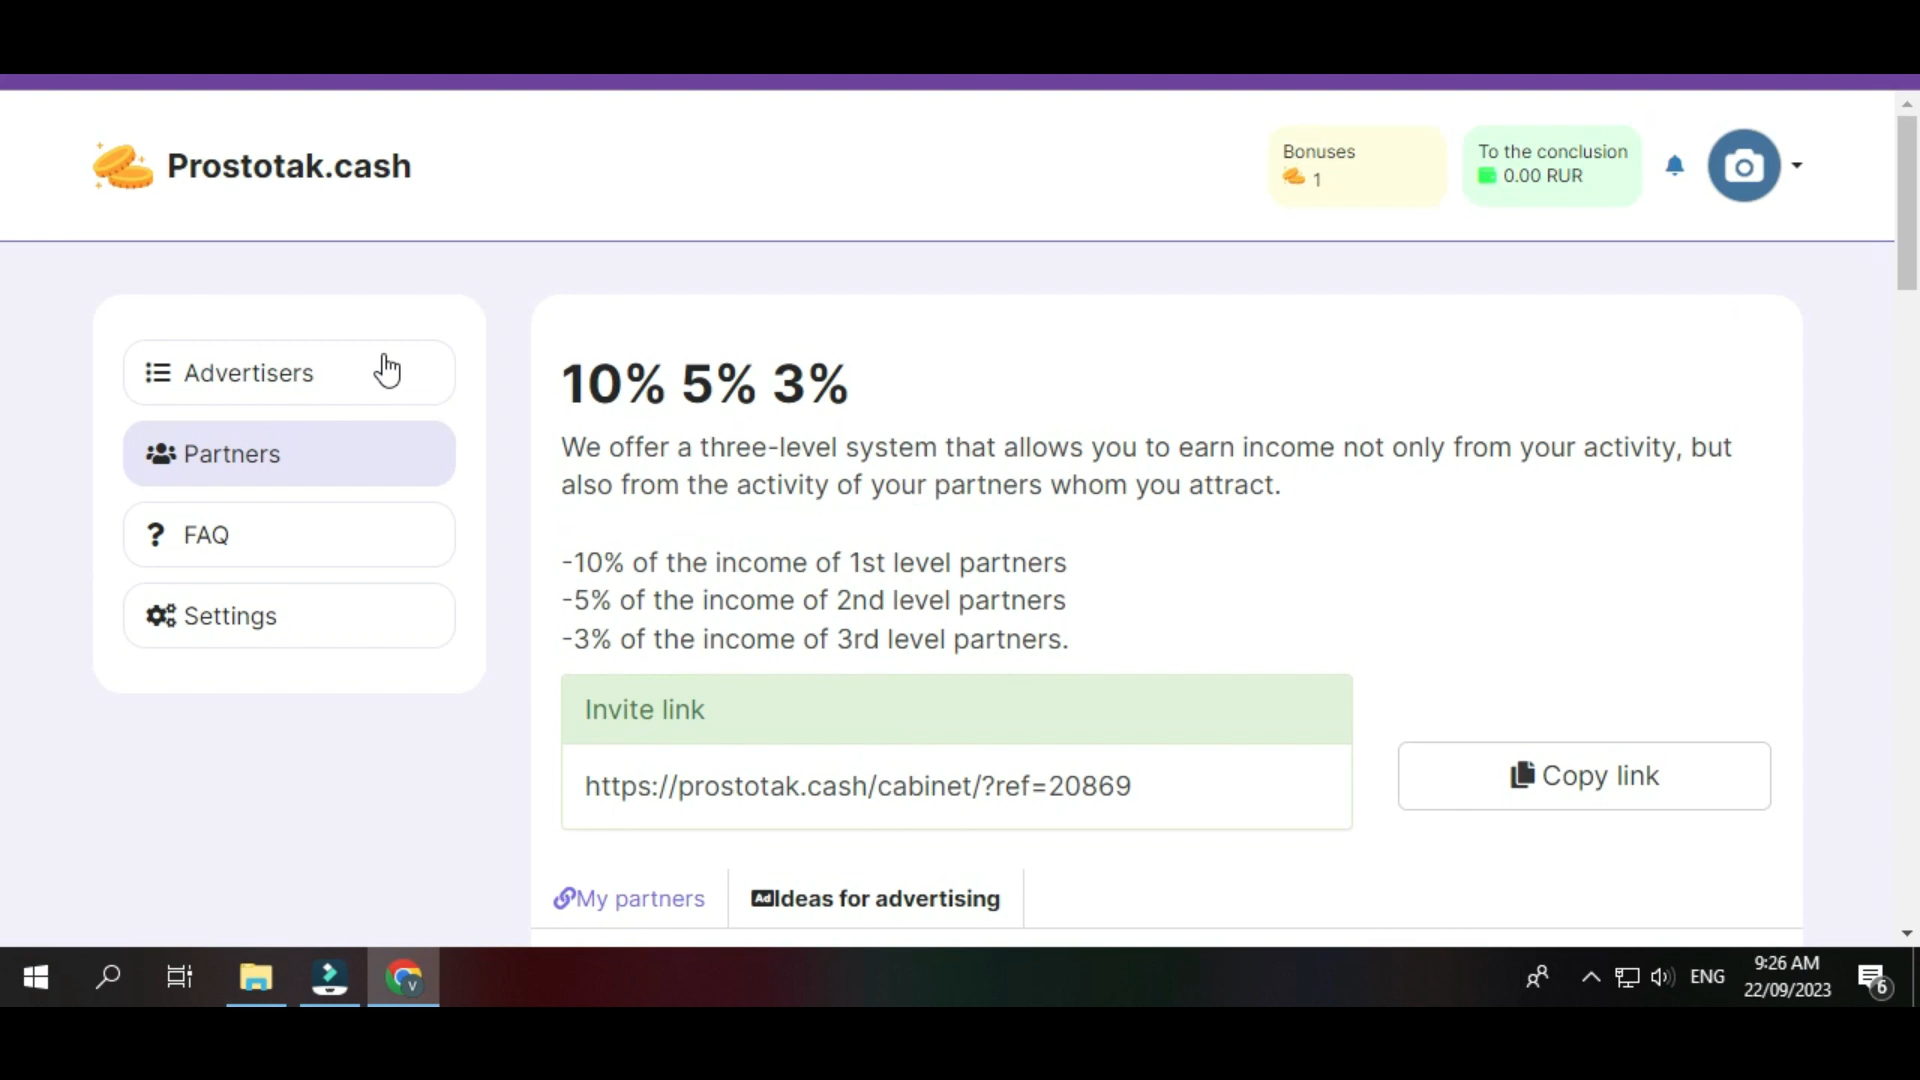 Prostotak.cash
Bonuses
1
To the conclusion
0.00 RUR
Advertisers
Partners
FAQ
Settings
10% 5% 3%
We offer a three-level system that allows you to earn income not only from your activity, but
also from the activity of your partners whom you attract.
-10% of the income of 1st level partners
-5% of the income of 2nd level partners
-3% of the income of 3rd level partners.
Invite link
https://prostotak.cash/cabinet/?ref=20869
Copy link
My partners
Ad Ideas for advertising
V
ENG
9:26 AM
22/09/2023
6